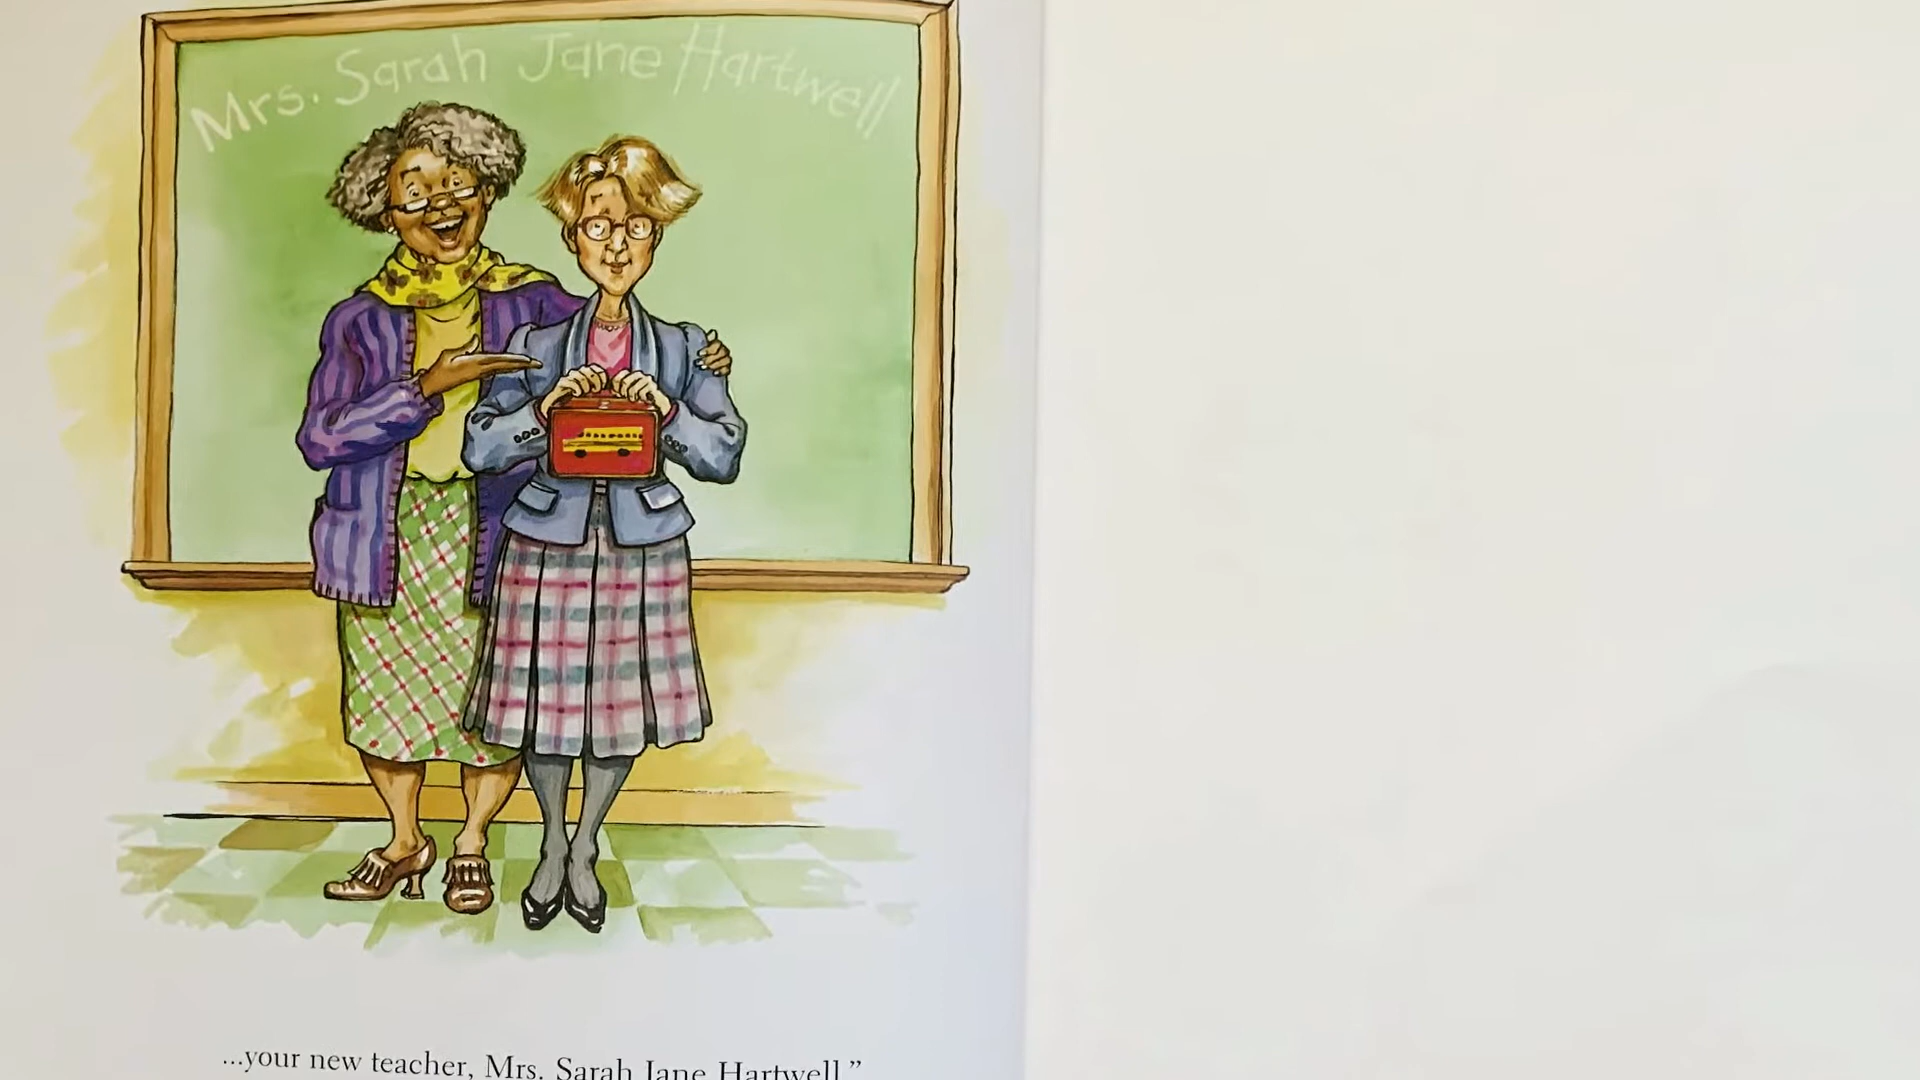 Mrs. Sarah Jane Hartwell
...your new teacher, Mrs. Sarah Jane Hartwell.”